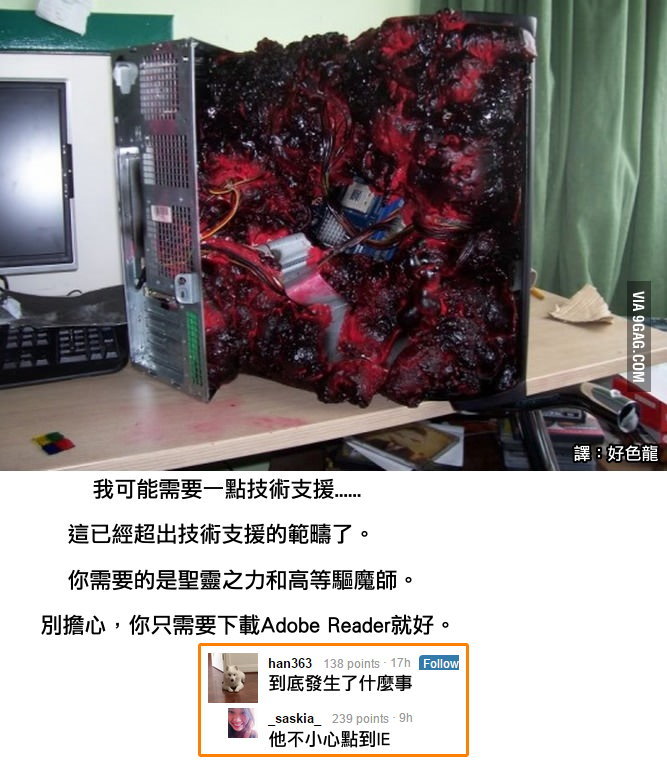 VIA 9GAG.COM
譯：好色龍
我可能需要一點技術支援......
這已經超出技術支援的範疇了。
你需要的是聖靈之力和高等驅魔師。
別擔心，你只需要下載Adobe Reader就好。
han363 138 points · 17h Follow
到底發生了什麼事
_saskia_ 239 points · 9h
他不小心點到IE